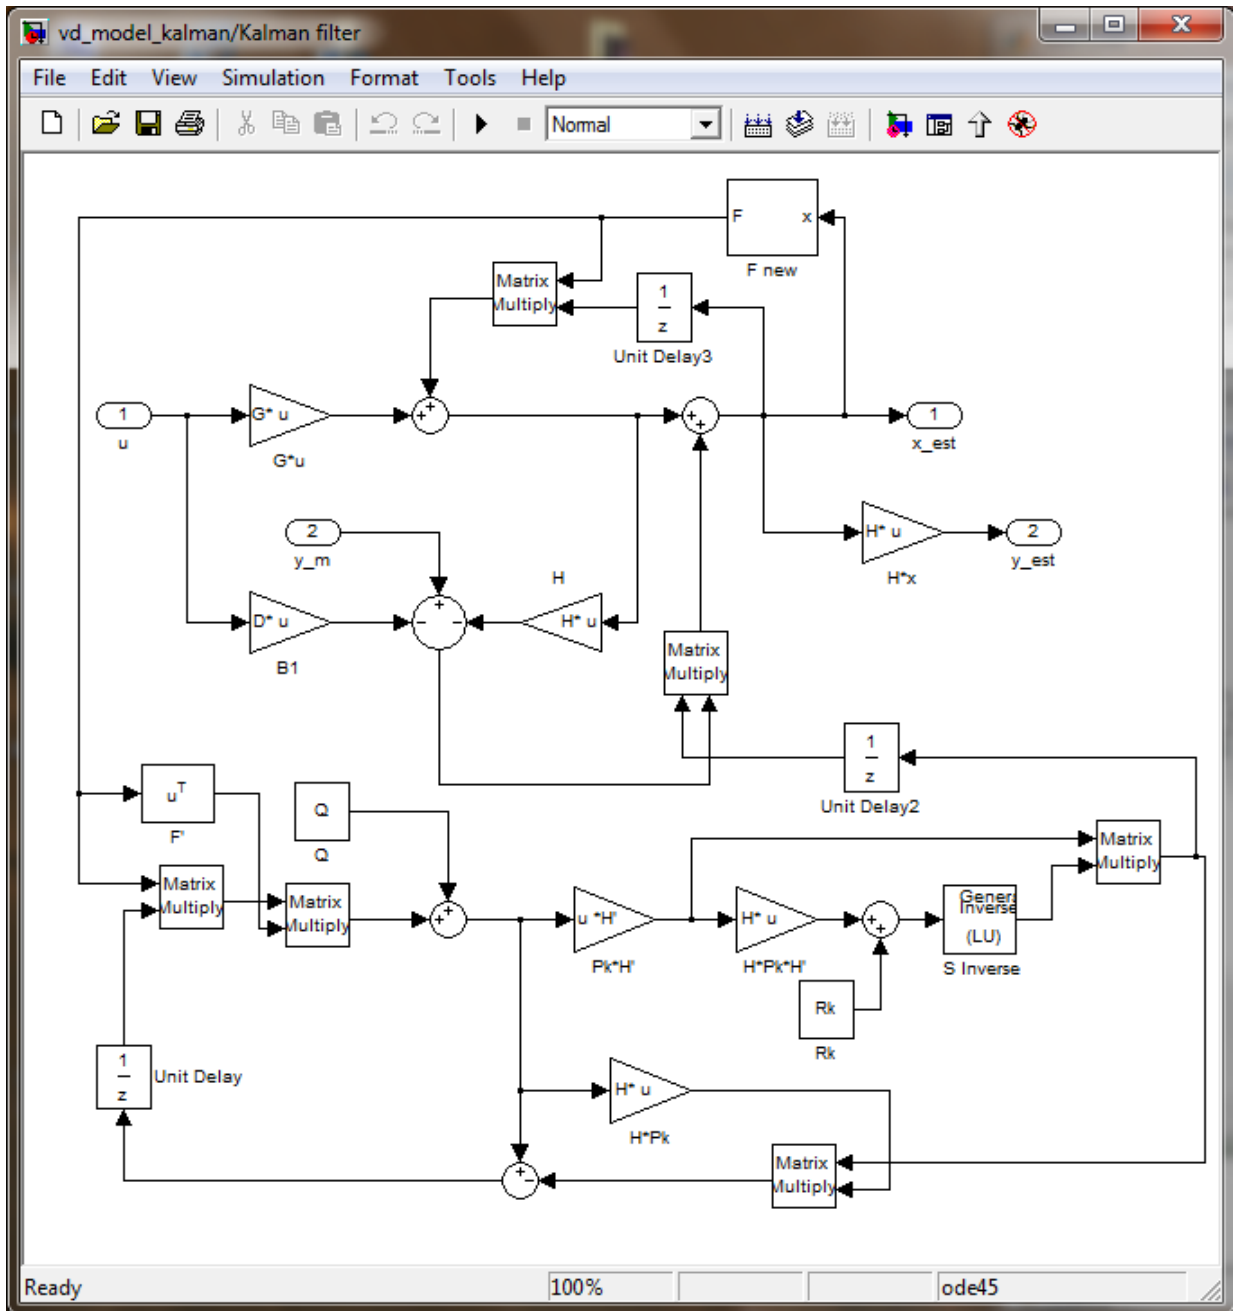 vd_model_kalman/Kalman filter
File Edit View Simulation Format Tools Help
Normal
F x
F new
Matrix
Multiply
1
z
Unit Delay3
1
u
G* u
G*u
+ +
+ +
1
x_est
2
y_m
H* u
H*x
2
y_est
H
D* u
B1
+
- -
H* u
Matrix
Multiply
1
z
Unit Delay2
u T
F'
Q
Q
Matrix
Multiply
Matrix
Multiply
Matrix
Multiply
+ +
u *H'
Pk*H'
H* u
H*Pk*H'
+ +
Genera
Inverse
(LU)
S Inverse
Rk
Rk
1
z
Unit Delay
H* u
H*Pk
Matrix
Multiply
+ -
Ready 100% ode45